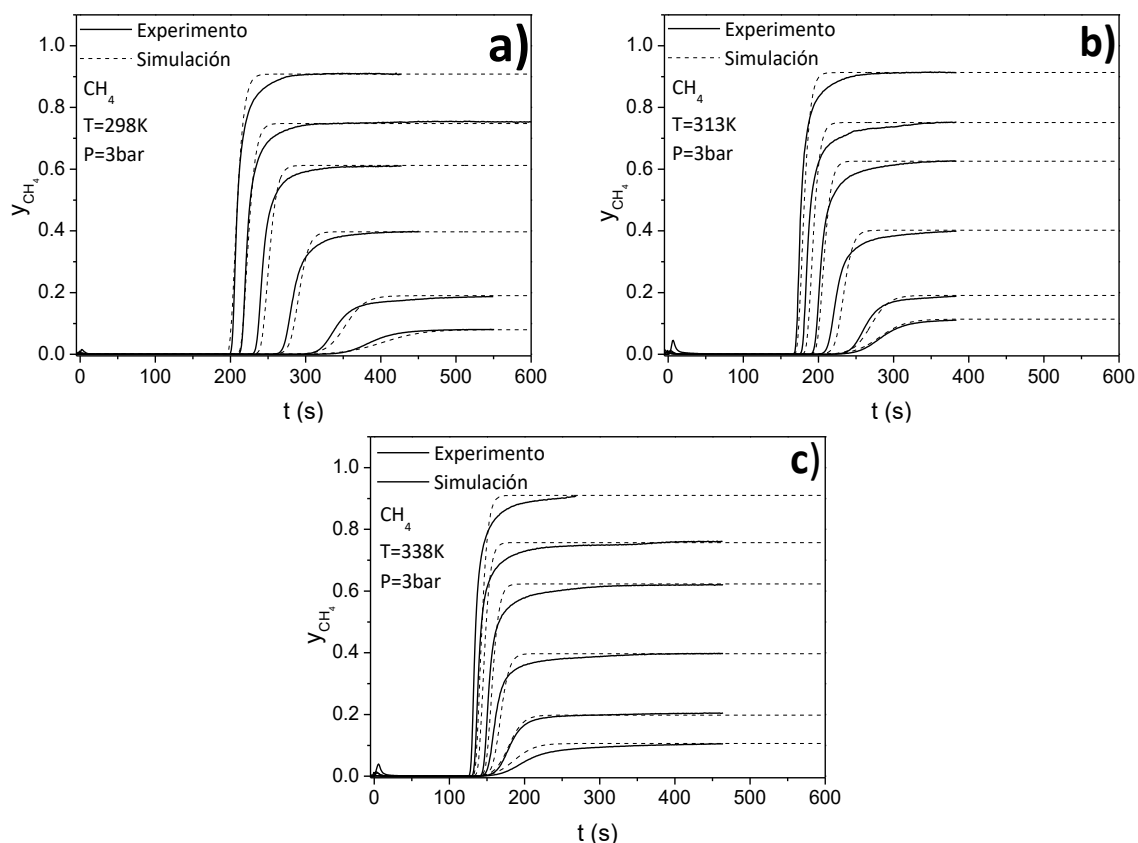 a)
Experimento
Simulación
CH₄
T=298K
P=3bar
1.0
0.8
0.6
0.4
0.2
0.0
y CH₄
0 100 200 300 400 500 600
t (s)
b)
Experimento
Simulación
CH₄
T=313K
P=3bar
1.0
0.8
0.6
0.4
0.2
0.0
y CH₄
0 100 200 300 400 500 600
t (s)
c)
Experimento
Simulación
CH₄
T=338K
P=3bar
1.0
0.8
0.6
0.4
0.2
0.0
y CH₄
0 100 200 300 400 500 600
t (s)